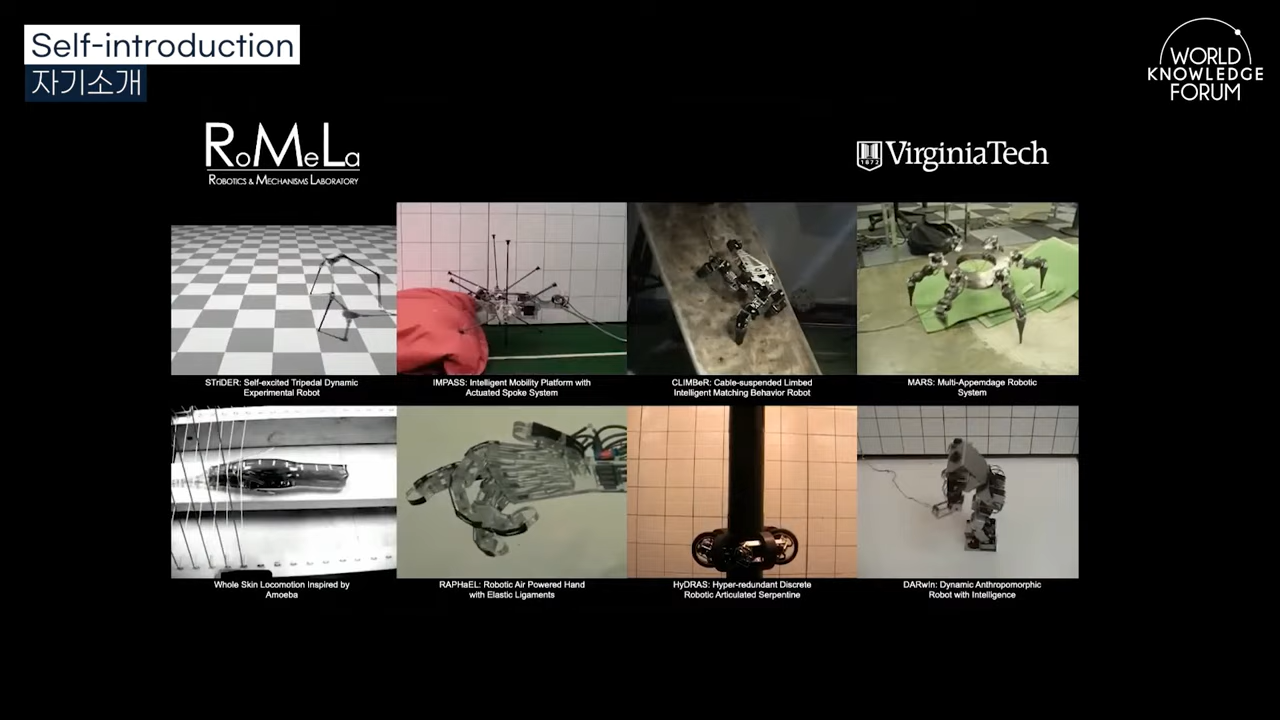 Self-introduction
자기소개
WORLD
KNOWLEDGE
FORUM
RoMeLa
ROBOTICS & MECHANISMS LABORATORY
1872
VirginiaTech
STriDER: Self-excited Tripedal Dynamic
Experimental Robot
IMPASS: Intelligent Mobility Platform with
Actuated Spoke System
CLIMBeR: Cable-suspended Limbed
Intelligent Matching Behavior Robot
MARS: Multi-Appemdage Robotic
System
Whole Skin Locomotion Inspired by
Amoeba
RAPHaEL: Robotic Air Powered Hand
with Elastic Ligaments
HyDRAS: Hyper-redundant Discrete
Robotic Articulated Serpentine
DARwIn: Dynamic Anthropomorphic
Robot with Intelligence